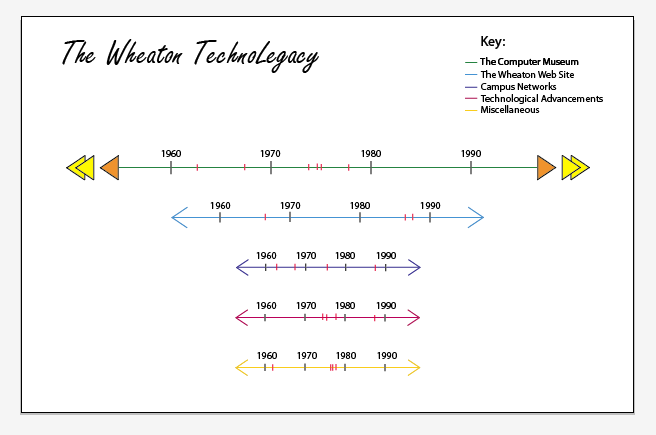 The Wheaton TechnoLegacy
Key:
The Computer Museum
The Wheaton Web Site
Campus Networks
Technological Advancements
Miscellaneous
1960 1970 1980 1990
1960 1970 1980 1990
1960 1970 1980 1990
1960 1970 1980 1990
1960 1970 1980 1990